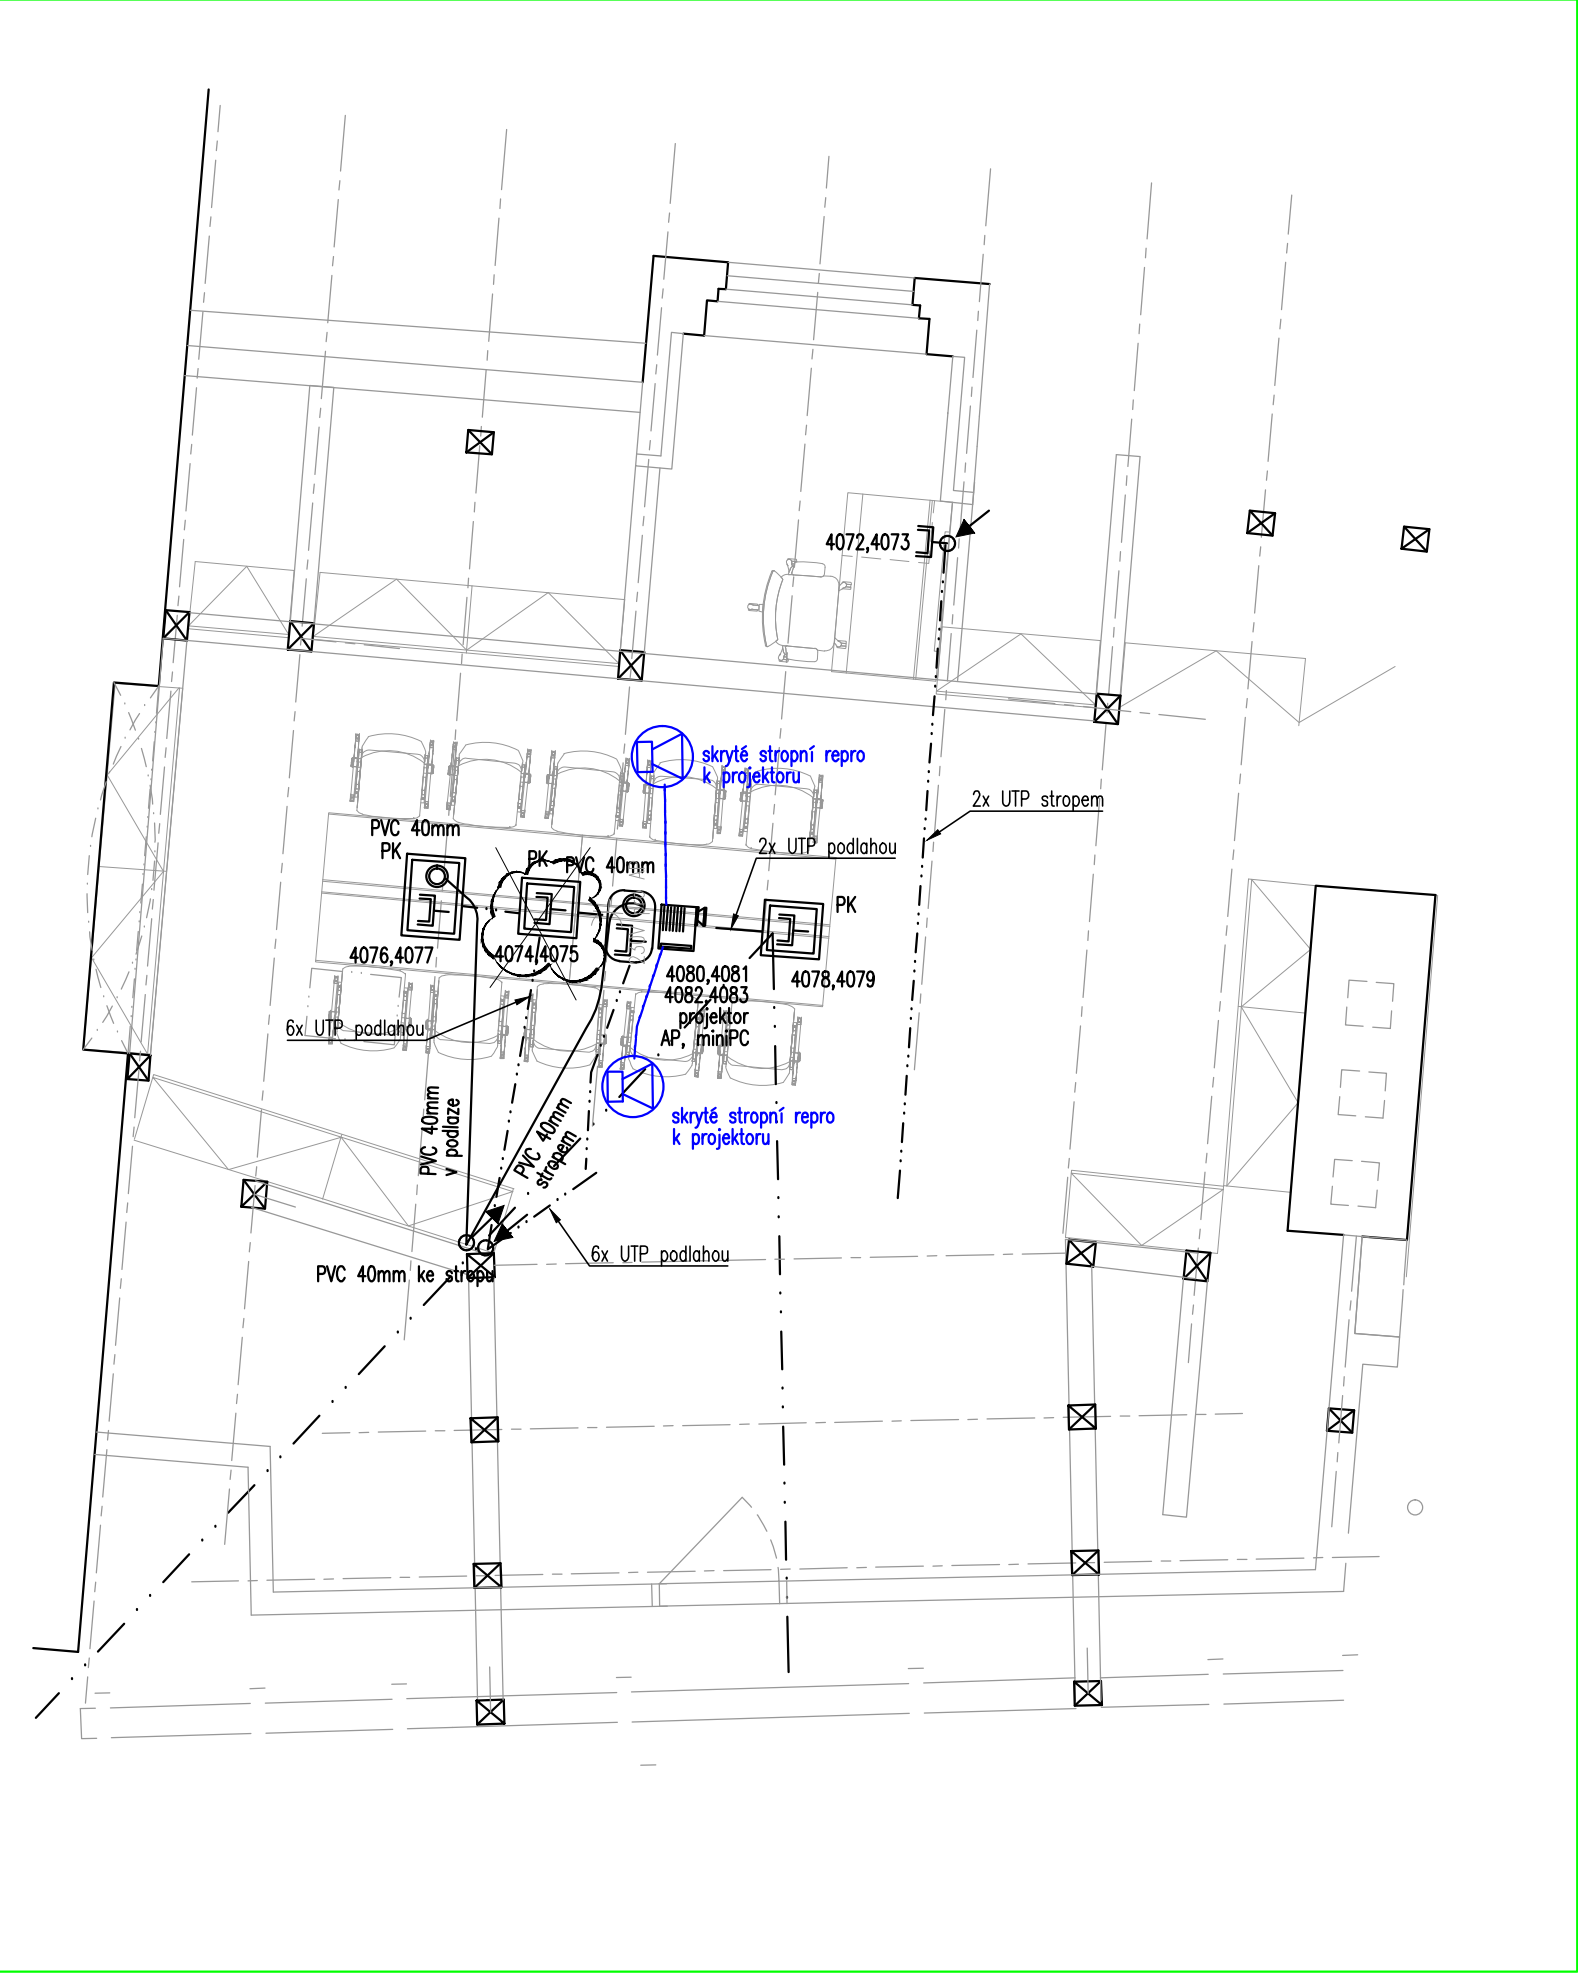 4072,4073
skryté stropní repro
k projektoru
2x UTP stropem
PVC 40mm
PK
PK
PVC 40mm
2x UTP podlahou
PK
4076,4077
4074,4075
4080,4081
4082,4083
projektor
AP, miniPC
4078,4079
6x UTP podlahou
PVC 40mm
v podlaze
PVC 40mm
stropem
skryté stropní repro
k projektoru
6x UTP podlahou
PVC 40mm ke stropu